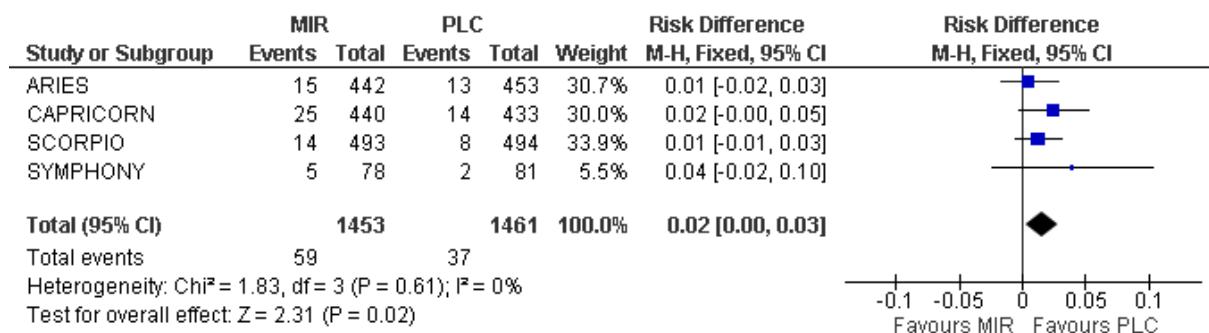 MIR PLC Risk Difference Risk Difference
Study or Subgroup Events Total Events Total Weight M-H, Fixed, 95% CI M-H, Fixed, 95% CI
ARIES 15 442 13 453 30.7% 0.01 [-0.02, 0.03]
CAPRICORN 25 440 14 433 30.0% 0.02 [-0.00, 0.05]
SCORPIO 14 493 8 494 33.9% 0.01 [-0.01, 0.03]
SYMPHONY 5 78 2 81 5.5% 0.04 [-0.02, 0.10]
Total (95% CI) 1453 1461 100.0% 0.02 [0.00, 0.03]
Total events 59 37
Heterogeneity: Chi² = 1.83, df = 3 (P = 0.61); I² = 0%
Test for overall effect: Z = 2.31 (P = 0.02)
-0.1 -0.05 0 0.05 0.1
Favours MIR Favours PLC